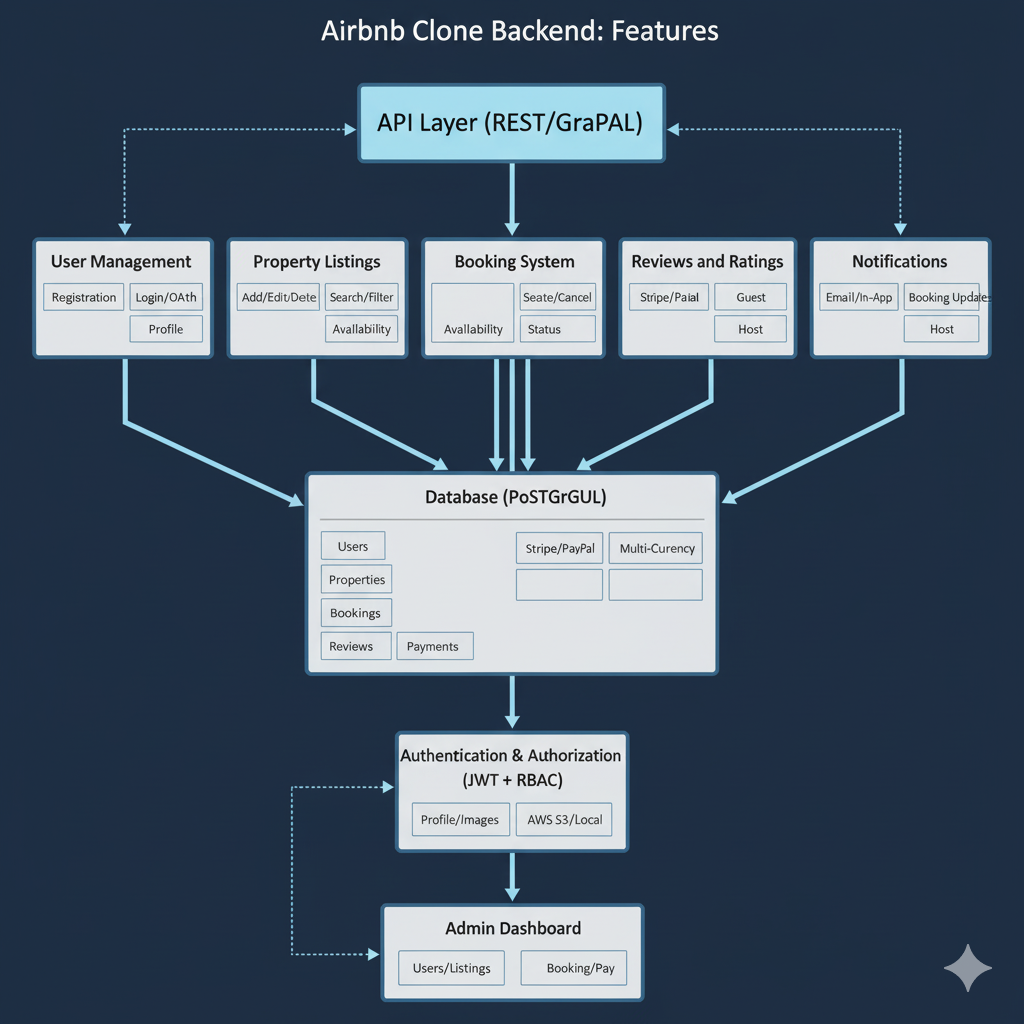 Airbnb Clone Backend: Features
API Layer (REST/GraPAL)
User Management
Registration
Login/OAth
Profile
Property Listings
Add/Edit/Dete
Search/Filter
Availability
Booking System
Availability
Seate/Cancel
Status
Reviews and Ratings
Stripe/Paial
Guest
Host
Notifications
Email/In-App
Booking Updates
Host
Database (PoSTGrGUL)
Users
Properties
Bookings
Reviews
Payments
Stripe/PayPal
Multi-Curency
Authentication & Authorization
(JWT + RBAC)
Profile/Images
AWS S3/Local
Admin Dashboard
Users/Listings
Booking/Pay